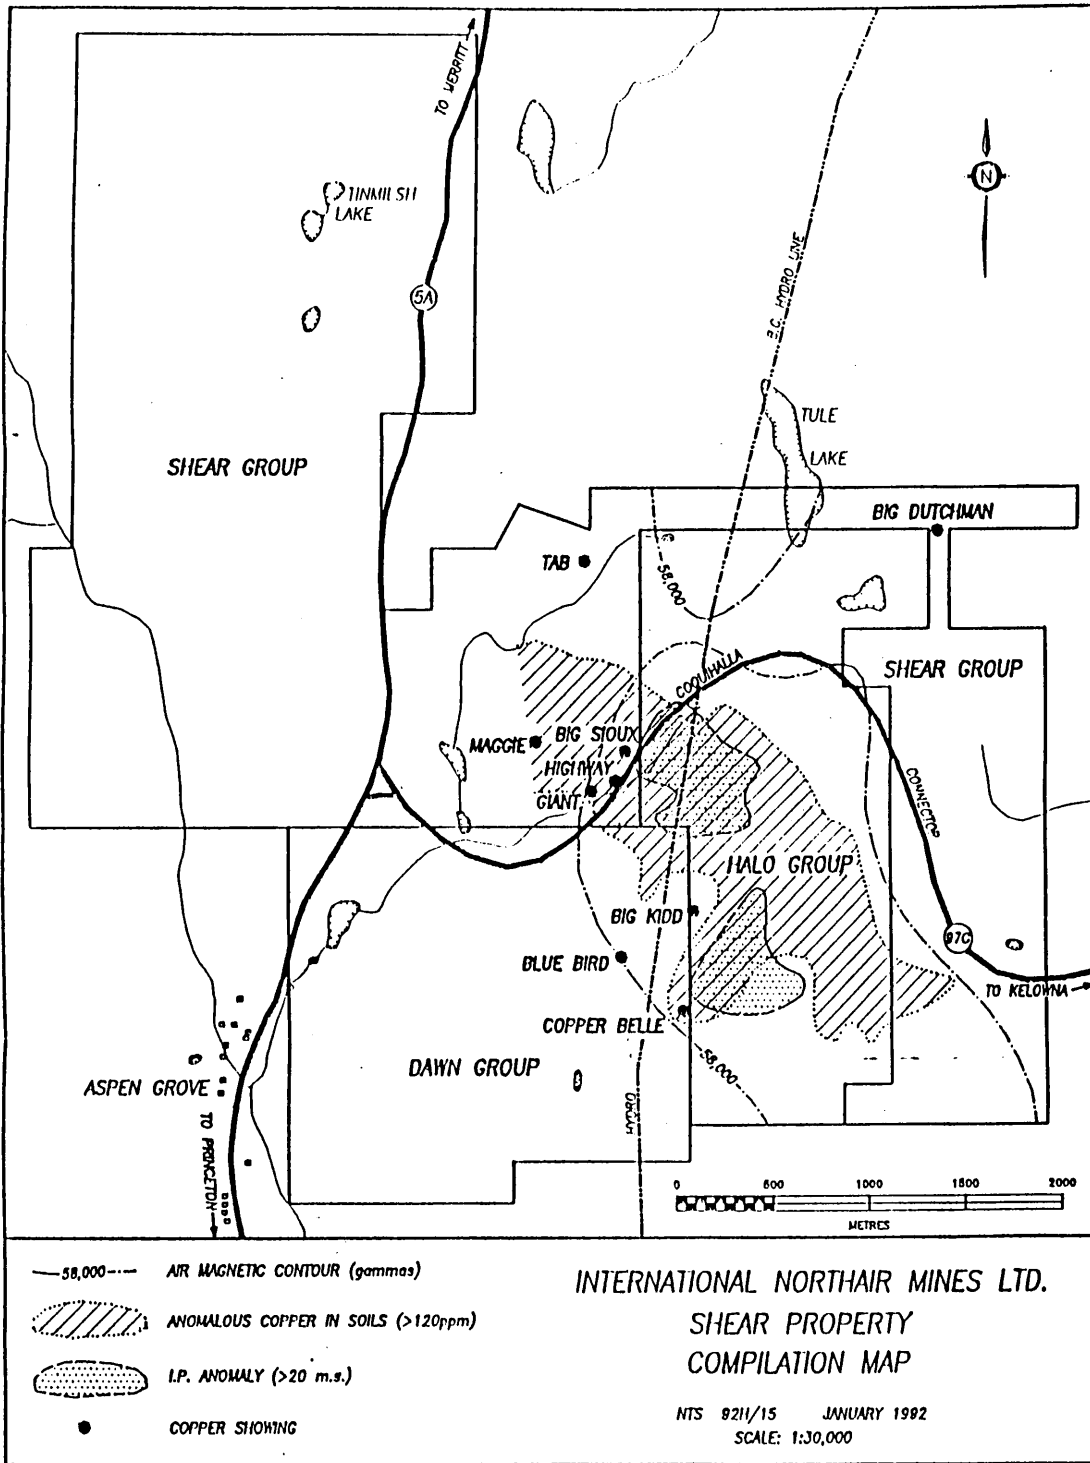 TO MERRITT
N
TINMILSH
LAKE
5A
B.C. HYDRO LINE
TULE
LAKE
SHEAR GROUP
BIG DUTCHMAN
TAB
58,000
COQUIHALLA
SHEAR GROUP
MAGGIE
BIG SIOUX
HIGHWAY
GIANT
CONNECTOR
HALO GROUP
BIG KIDD
97C
BLUE BIRD
TO KELOWNA
COPPER BELLE
58,000
DAWN GROUP
ASPEN GROVE
TO PRINCETON
0 500 1000 1500 2000
METRES
58,000
AIR MAGNETIC CONTOUR (gammas)
ANOMALOUS COPPER IN SOILS (>120ppm)
I.P. ANOMALY (>20 m.s.)
COPPER SHOWING
INTERNATIONAL NORTHAIR MINES LTD.
SHEAR PROPERTY
COMPILATION MAP
NTS 92H/15 JANUARY 1992
SCALE: 1:30,000